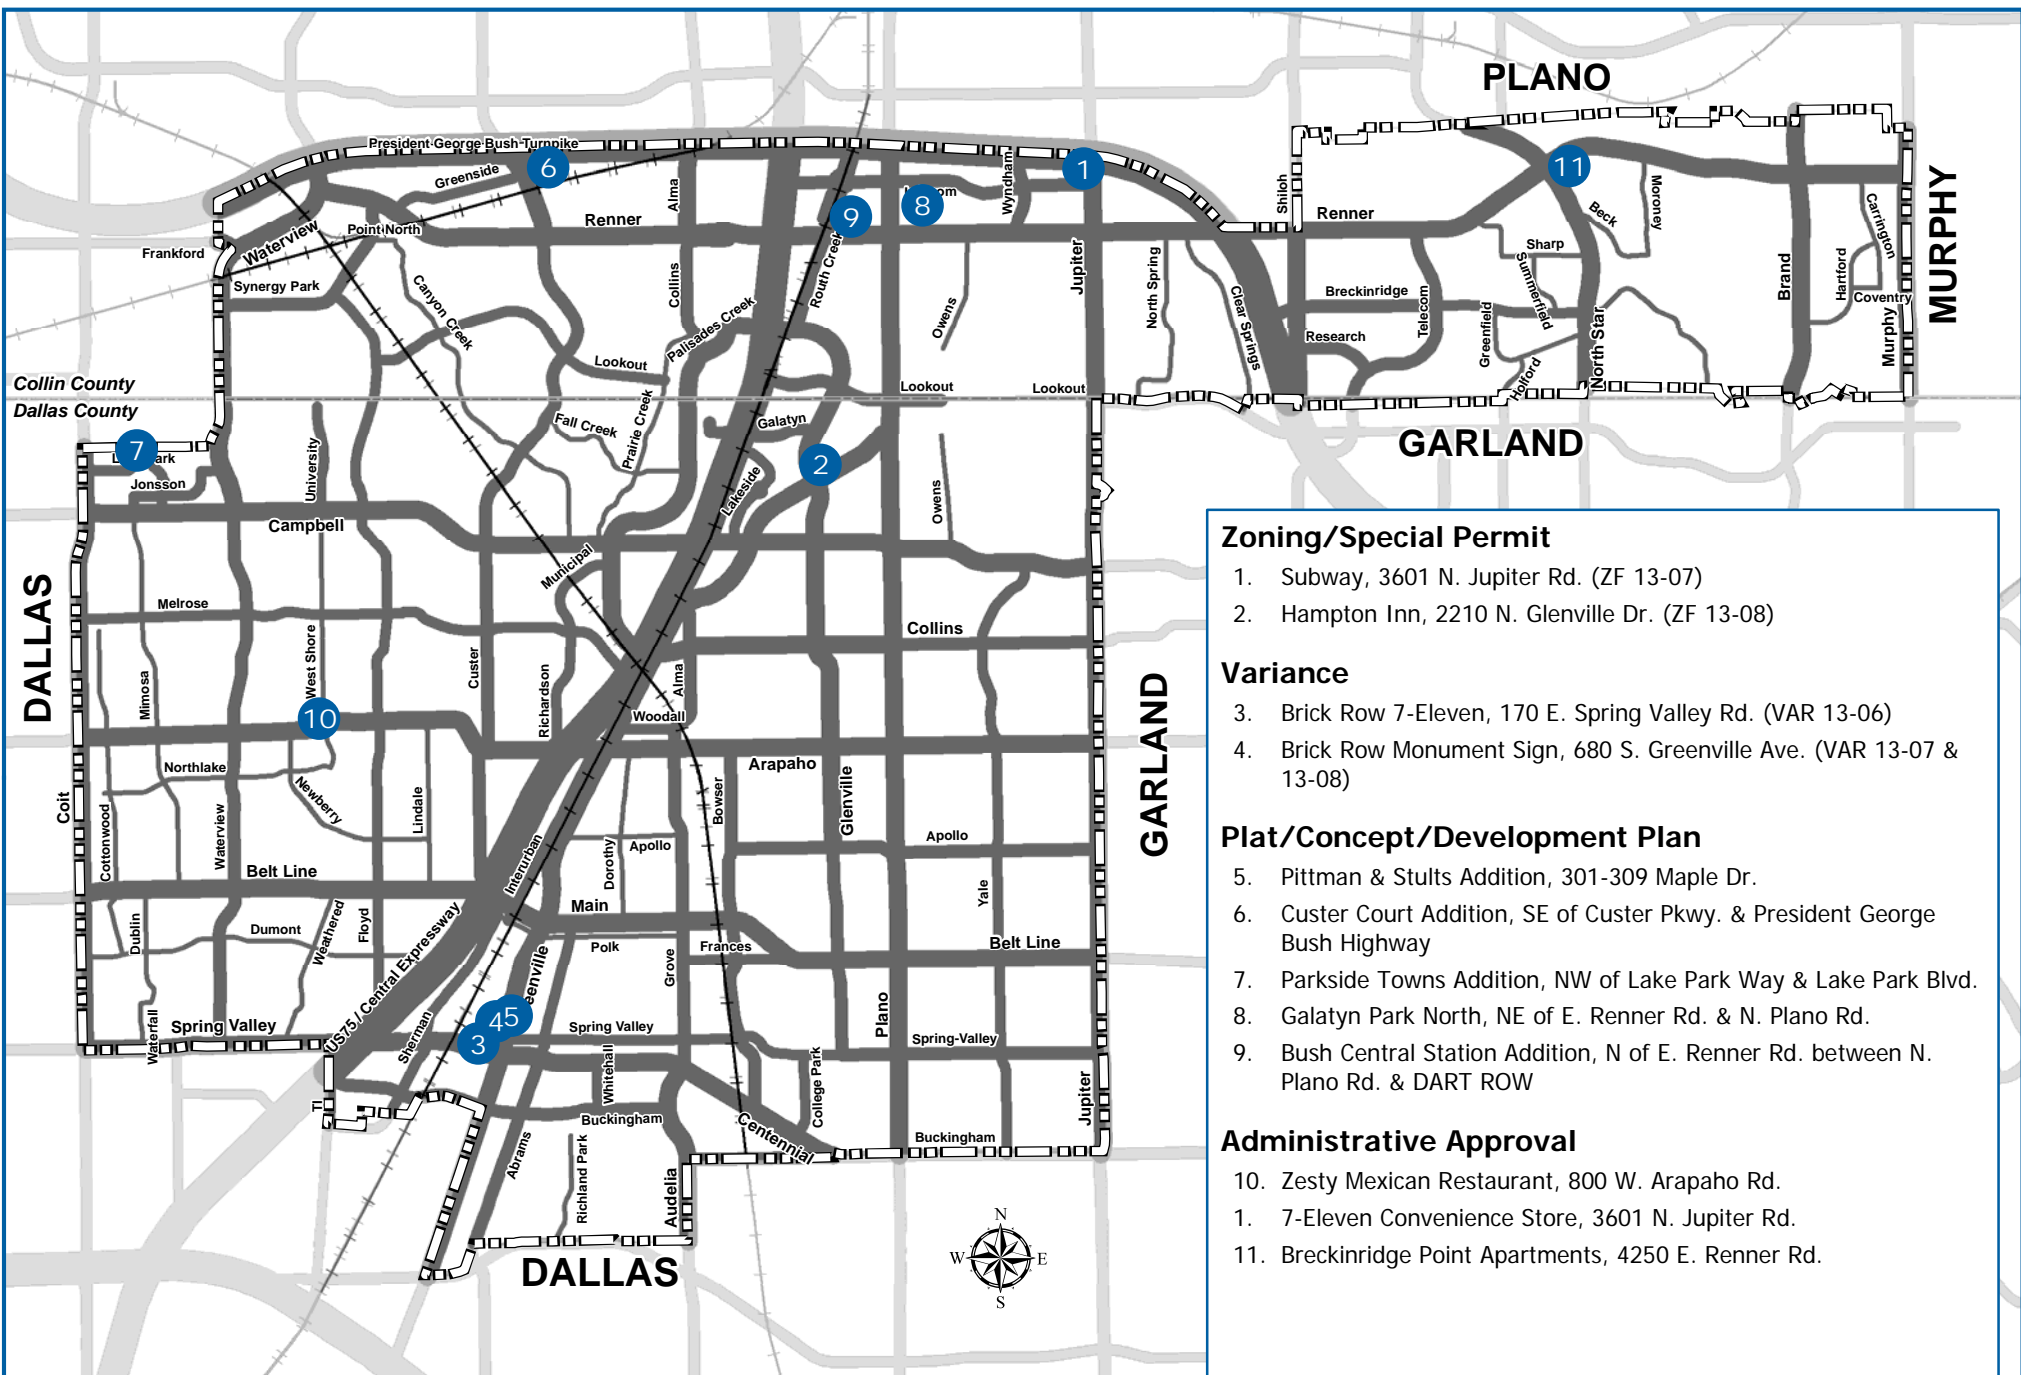 PLANO
President George Bush Turnpike
Greenside
Alma
Wyndham
Shiloh
Renner
Renner
Moroney
Beck
Carrington
MURPHY
Point North
Waterview
Frankford
Routh Creek
Jupiter
Sharp
Summerfield
Brand
Hartford
Synergy Park
Canyon Creek
Collins
Palisades Creek
Owens
North Spring
Clear Springs
Breckinridge
Telecom
Coventry
Research
Greenfield
North Star
Murphy
Lookout
Lookout
Lookout
Holford
Collin County
Dallas County
Prairie Creek
Fall Creek
Galatyn
GARLAND
University
Jonsson
Lakeside
Owens
Campbell
Municipal
DALLAS
Melrose
Collins
West Shore
Mimosa
Custer
Richardson
Alma
Woodall
GARLAND
Arapaho
Northlake
Newberry
Bowser
Glenville
Coit
Cottonwood
Waterview
Lindale
Interurban
Dorothy
Apollo
Apollo
Belt Line
Yale
Main
Dublin
Dumont
Weathered
Floyd
Polk
Frances
Belt Line
Grove
US75 / Central Expressway
Plano
Waterfall
Spring Valley
Sherman
Spring Valley
Spring-Valley
Whitehall
College Park
TI
Jupiter
Buckingham
Centennial
Buckingham
Abrams
Richland Park
Audelia
DALLAS
N
W
E
S
1
2
3
4
5
6
7
8
9
10
11
Zoning/Special Permit
1. Subway, 3601 N. Jupiter Rd. (ZF 13-07)
2. Hampton Inn, 2210 N. Glenville Dr. (ZF 13-08)
Variance
3. Brick Row 7-Eleven, 170 E. Spring Valley Rd. (VAR 13-06)
4. Brick Row Monument Sign, 680 S. Greenville Ave. (VAR 13-07 &
13-08)
Plat/Concept/Development Plan
5. Pittman & Stults Addition, 301-309 Maple Dr.
6. Custer Court Addition, SE of Custer Pkwy. & President George
Bush Highway
7. Parkside Towns Addition, NW of Lake Park Way & Lake Park Blvd.
8. Galatyn Park North, NE of E. Renner Rd. & N. Plano Rd.
9. Bush Central Station Addition, N of E. Renner Rd. between N.
Plano Rd. & DART ROW
Administrative Approval
10. Zesty Mexican Restaurant, 800 W. Arapaho Rd.
1. 7-Eleven Convenience Store, 3601 N. Jupiter Rd.
11. Breckinridge Point Apartments, 4250 E. Renner Rd.